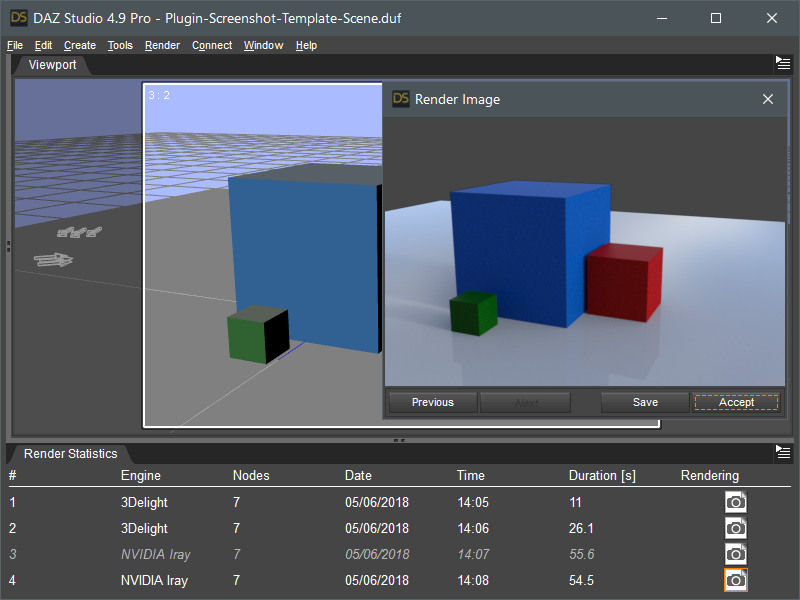 DS DAZ Studio 4.9 Pro - Plugin-Screenshot-Template-Scene.duf
File Edit Create Tools Render Connect Window Help
Viewport
3 : 2
DS Render Image
Previous Next Save Accept
Render Statistics
# Engine Nodes Date Time Duration [s] Rendering
1 3Delight 7 05/06/2018 14:05 11
2 3Delight 7 05/06/2018 14:06 26.1
3 NVIDIA Iray 7 05/06/2018 14:07 55.6
4 NVIDIA Iray 7 05/06/2018 14:08 54.5